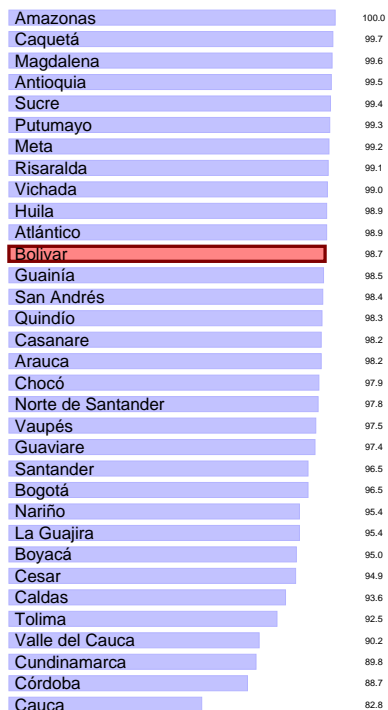 Amazonas 100.0
Caquetá 99.7
Magdalena 99.6
Antioquia 99.5
Sucre 99.4
Putumayo 99.3
Meta 99.2
Risaralda 99.1
Vichada 99.0
Huila 98.9
Atlántico 98.9
Bolivar 98.7
Guainía 98.5
San Andrés 98.4
Quindío 98.3
Casanare 98.2
Arauca 98.2
Chocó 97.9
Norte de Santander 97.8
Vaupés 97.5
Guaviare 97.4
Santander 96.5
Bogotá 96.5
Nariño 95.4
La Guajira 95.4
Boyacá 95.0
Cesar 94.9
Caldas 93.6
Tolima 92.5
Valle del Cauca 90.2
Cundinamarca 89.8
Córdoba 88.7
Cauca 82.8